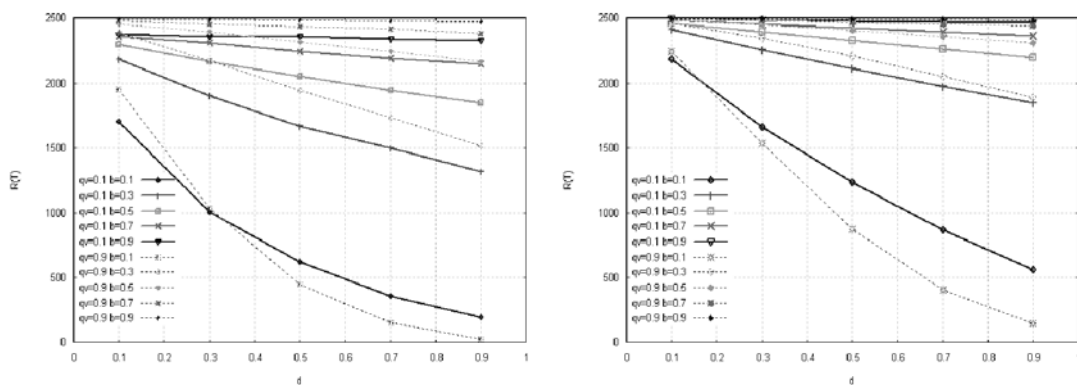 2500
2000
1500
1000
500
0
R(T)
qv=0.1 b=0.1
qv=0.1 b=0.3
qv=0.1 b=0.5
qv=0.1 b=0.7
qv=0.1 b=0.9
qv=0.9 b=0.1
qv=0.9 b=0.3
qv=0.9 b=0.5
qv=0.9 b=0.7
qv=0.9 b=0.9
0 0.1 0.2 0.3 0.4 0.5 0.6 0.7 0.8 0.9 1
d
2500
2000
1500
1000
500
0
R(T)
qv=0.1 b=0.1
qv=0.1 b=0.3
qv=0.1 b=0.5
qv=0.1 b=0.7
qv=0.1 b=0.9
qv=0.9 b=0.1
qv=0.9 b=0.3
qv=0.9 b=0.5
qv=0.9 b=0.7
qv=0.9 b=0.9
0 0.1 0.2 0.3 0.4 0.5 0.6 0.7 0.8 0.9 1
d